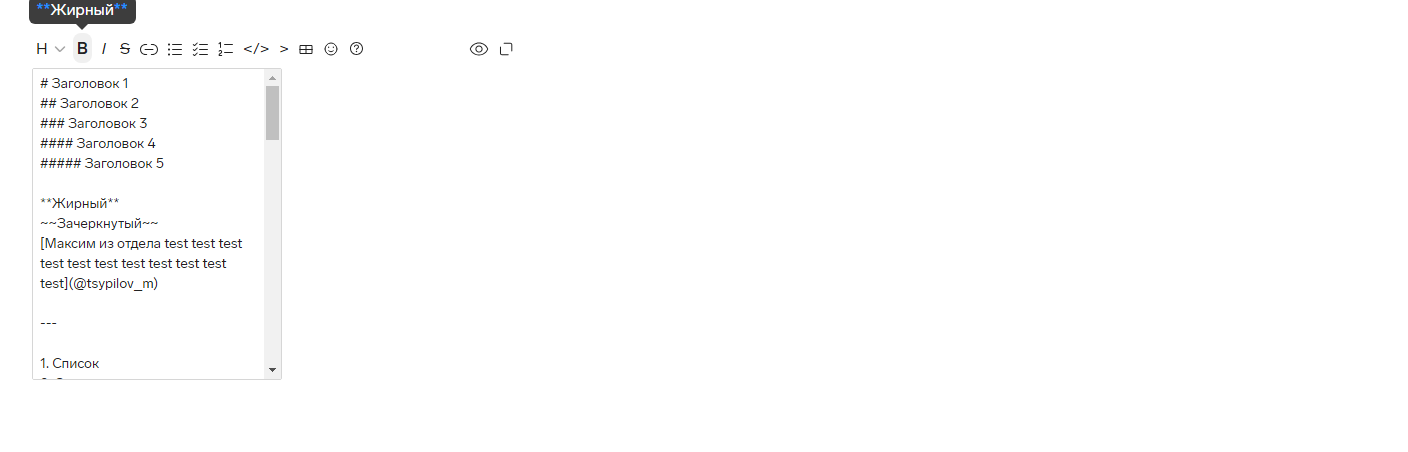 **Жирный**
H B I S </> >
# Заголовок 1
## Заголовок 2
### Заголовок 3
#### Заголовок 4
##### Заголовок 5
**Жирный**
~~Зачеркнутый~~
[Максим из отдела test test test
test test test test test test test
test](@tsypilov_m)
---
1. Список